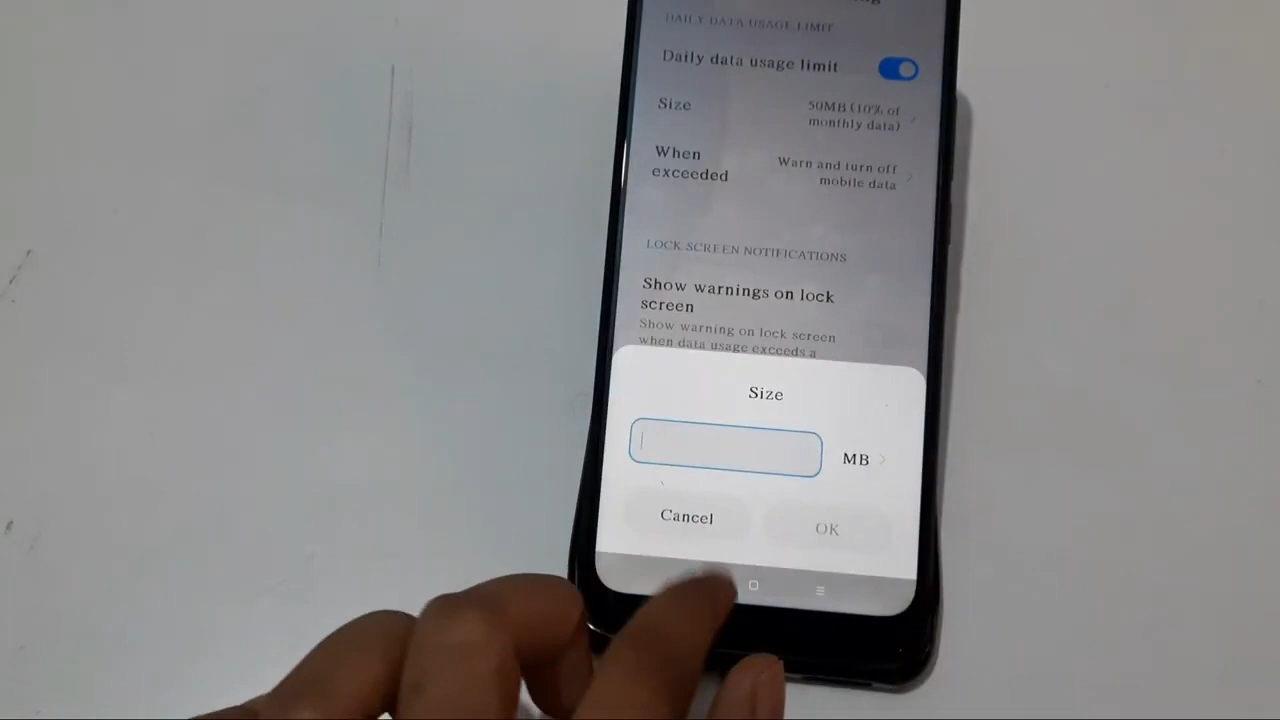 DAILY DATA USAGE LIMIT
Daily data usage limit
Size
50MB (10% of
monthly data)
When
exceeded
Warn and turn off
mobile data
LOCK SCREEN NOTIFICATIONS
Show warnings on lock
screen
Show warning on lock screen
when data usage exceeds a
Size
MB
Cancel
OK